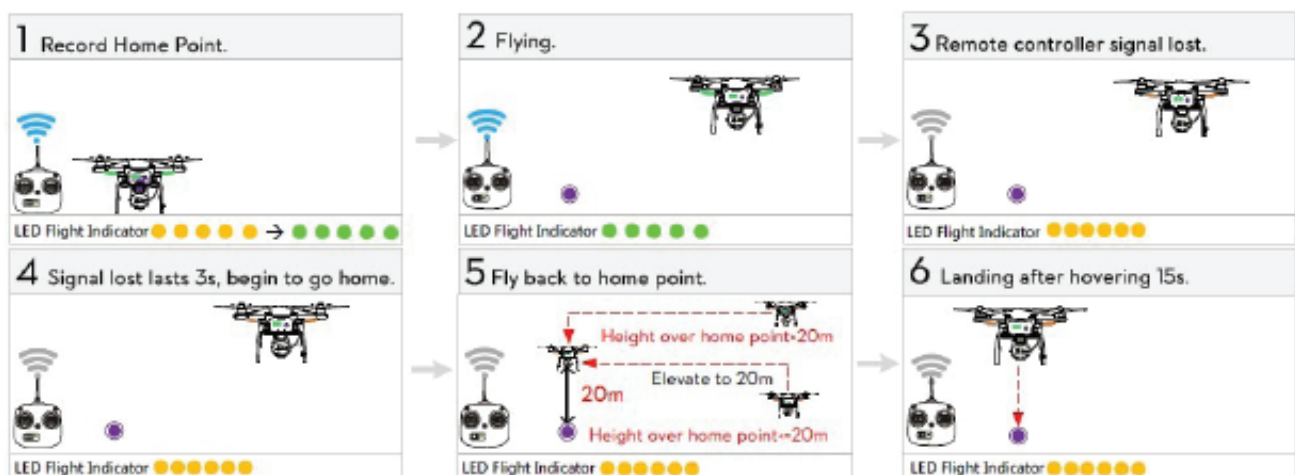 1 Record Home Point.
LED Flight Indicator →
2 Flying.
LED Flight Indicator
3 Remote controller signal lost.
LED Flight Indicator
4 Signal lost lasts 3s, begin to go home.
LED Flight Indicator
5 Fly back to home point.
Height over home point>20m
Elevate to 20m
20m
Height over home point<=20m
LED Flight Indicator
6 Landing after hovering 15s.
LED Flight Indicator